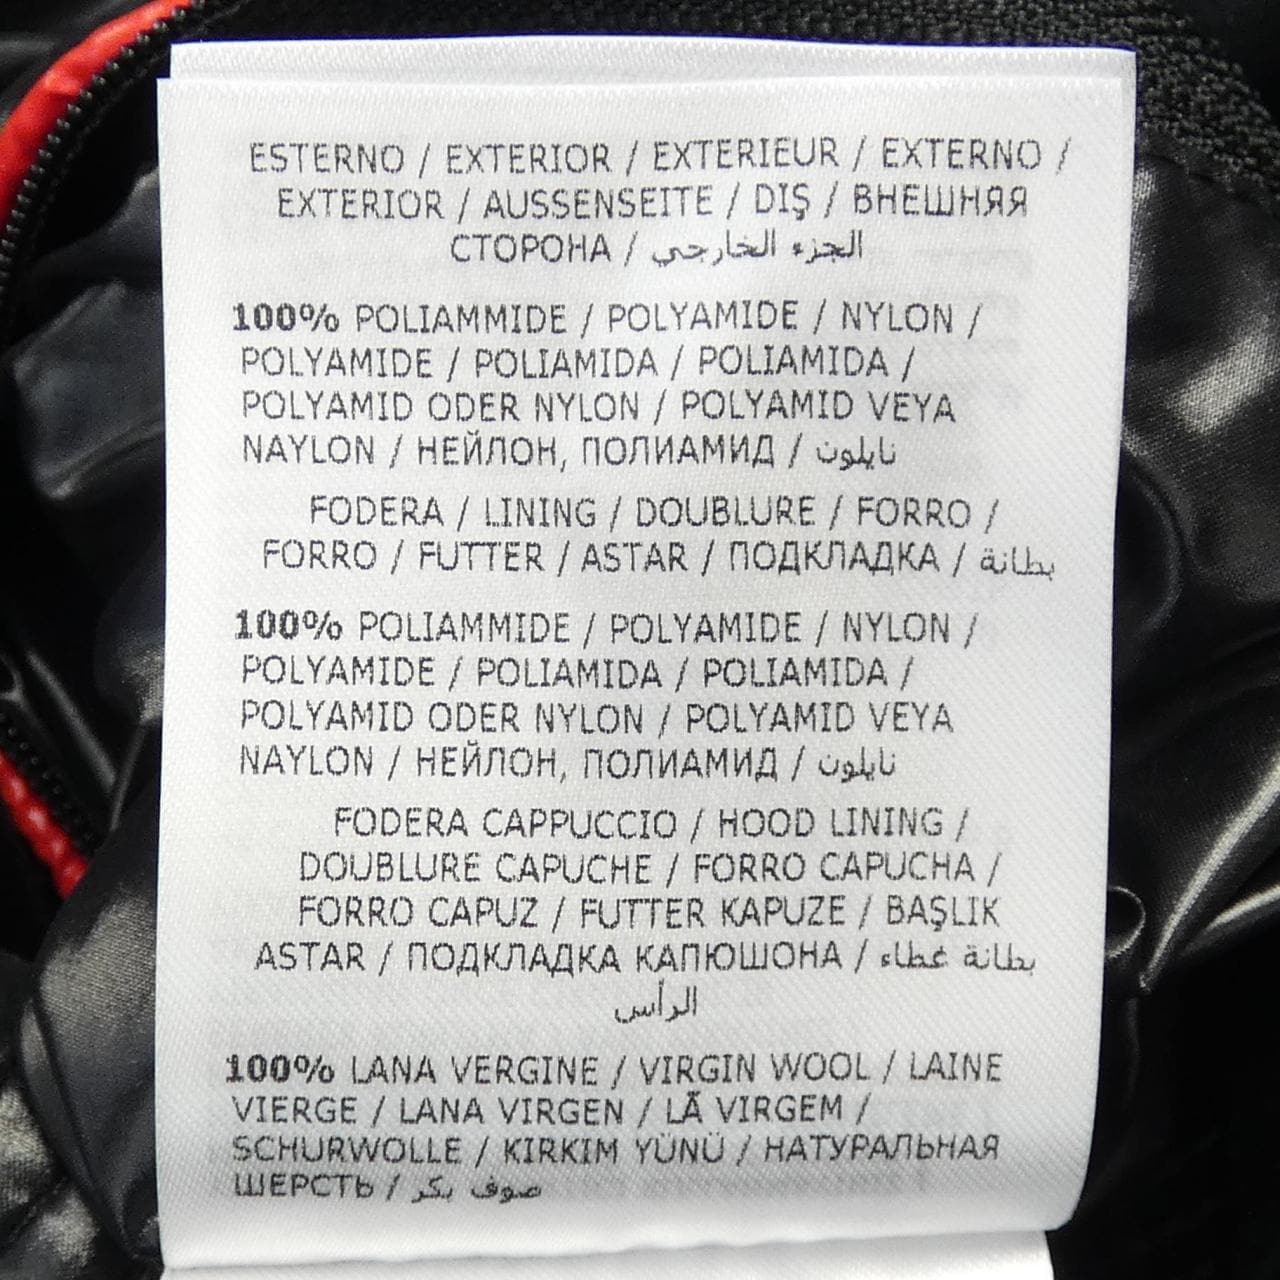 ESTERNO / EXTERIOR / EXTERIEUR / EXTERNO /
EXTERIOR / AUSSENSEITE / DIŞ / ВНЕШНЯЯ
СТОРОНА / الجزء الخارجي
100% POLIAMMIDE / POLYAMIDE / NYLON /
POLYAMIDE / POLIAMIDA / POLIAMIDA /
POLYAMID ODER NYLON / POLYAMID VEYA
NAYLON / НЕЙЛОН, ПОЛИАМИД / نايلون
FODERA / LINING / DOUBLURE / FORRO /
FORRO / FUTTER / ASTAR / ПОДКЛАДКА / بطانة
100% POLIAMMIDE / POLYAMIDE / NYLON /
POLYAMIDE / POLIAMIDA / POLIAMIDA /
POLYAMID ODER NYLON / POLYAMID VEYA
NAYLON / НЕЙЛОН, ПОЛИАМИД / نايلون
FODERA CAPPUCCIO / HOOD LINING /
DOUBLURE CAPUCHE / FORRO CAPUCHA /
FORRO CAPUZ / FUTTER KAPUZE / BAŞLIK
ASTAR / ПОДКЛАДКА КАПЮШОНА / بطانة غطاء
الرأس
100% LANA VERGINE / VIRGIN WOOL / LAINE
VIERGE / LANA VIRGEN / LÃ VIRGEM /
SCHURWOLLE / KIRKIM YÜNÜ / НАТУРАЛЬНАЯ
ШЕРСТЬ / صوف بكر